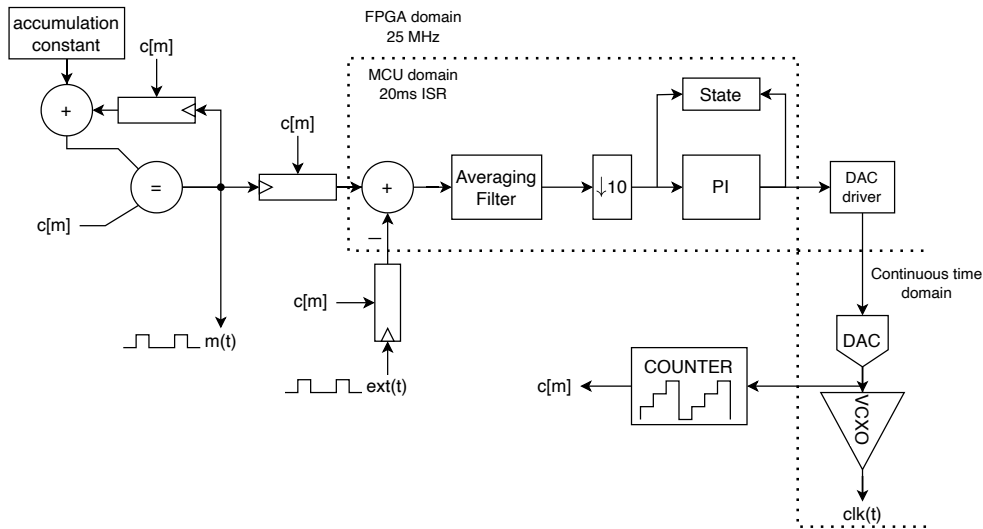 accumulation
constant
FPGA domain
25 MHz
c[m]
MCU domain
20ms ISR
State
+
c[m]
=
+
Averaging
Filter
↓10
PI
DAC
driver
c[m]
−
Continuous time
domain
c[m]
m(t)
ext(t)
DAC
COUNTER
c[m]
VCXO
clk(t)